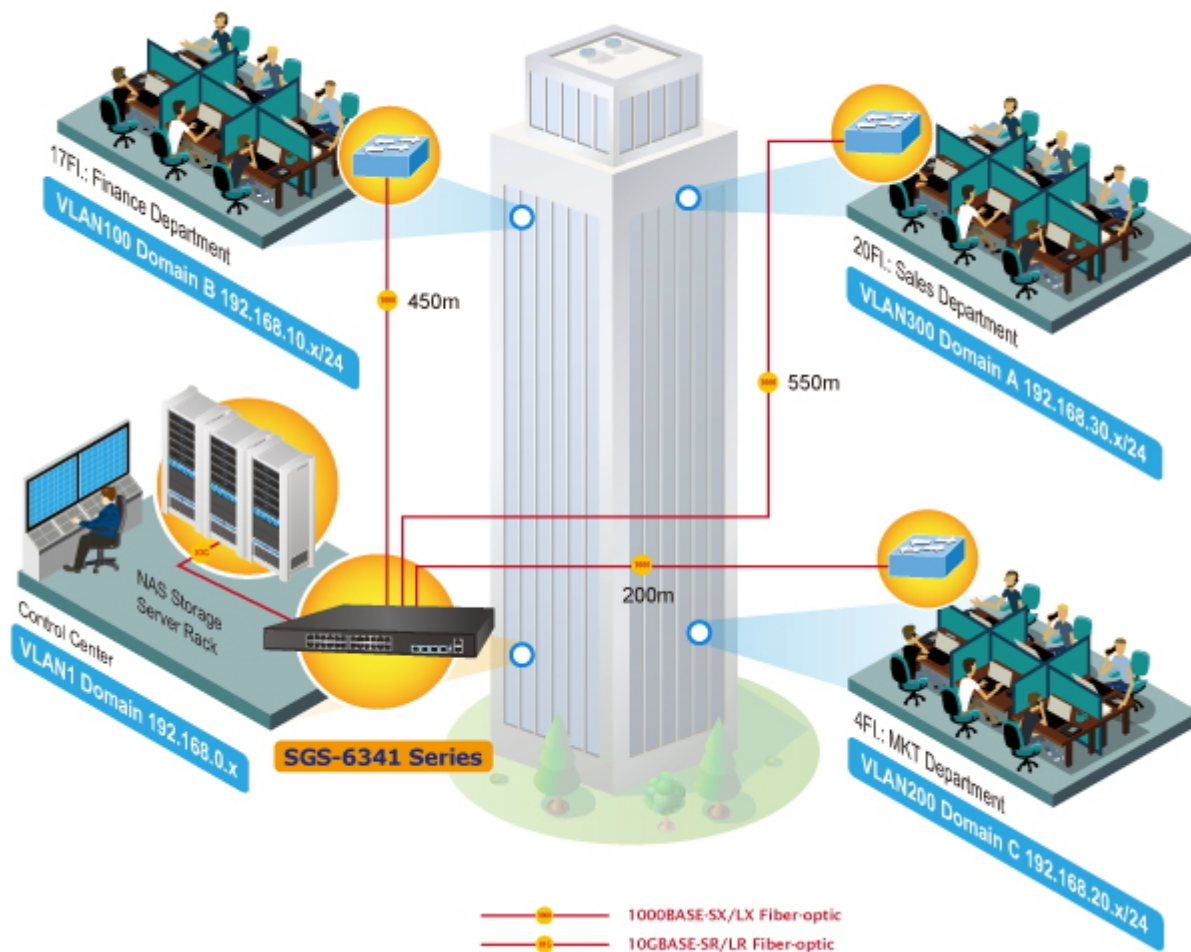 17Fl.: Finance Department
VLAN100 Domain B 192.168.10.x/24
450m
20Fl.: Sales Department
VLAN300 Domain A 192.168.30.x/24
550m
NAS Storage
Server Rack
Control Center
VLAN1 Domain 192.168.0.x
SGS-6341 Series
200m
4Fl.: MKT Department
VLAN200 Domain C 192.168.20.x/24
1000BASE-SX/LX Fiber-optic
10GBASE-SR/LR Fiber-optic